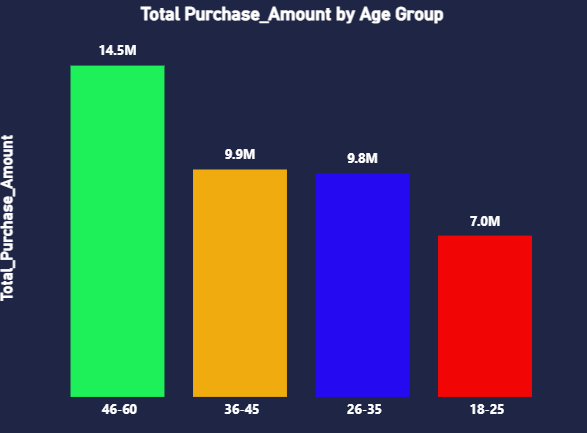 Total Purchase_Amount by Age Group
Total_Purchase_Amount
14.5M
9.9M
9.8M
7.0M
46-60
36-45
26-35
18-25